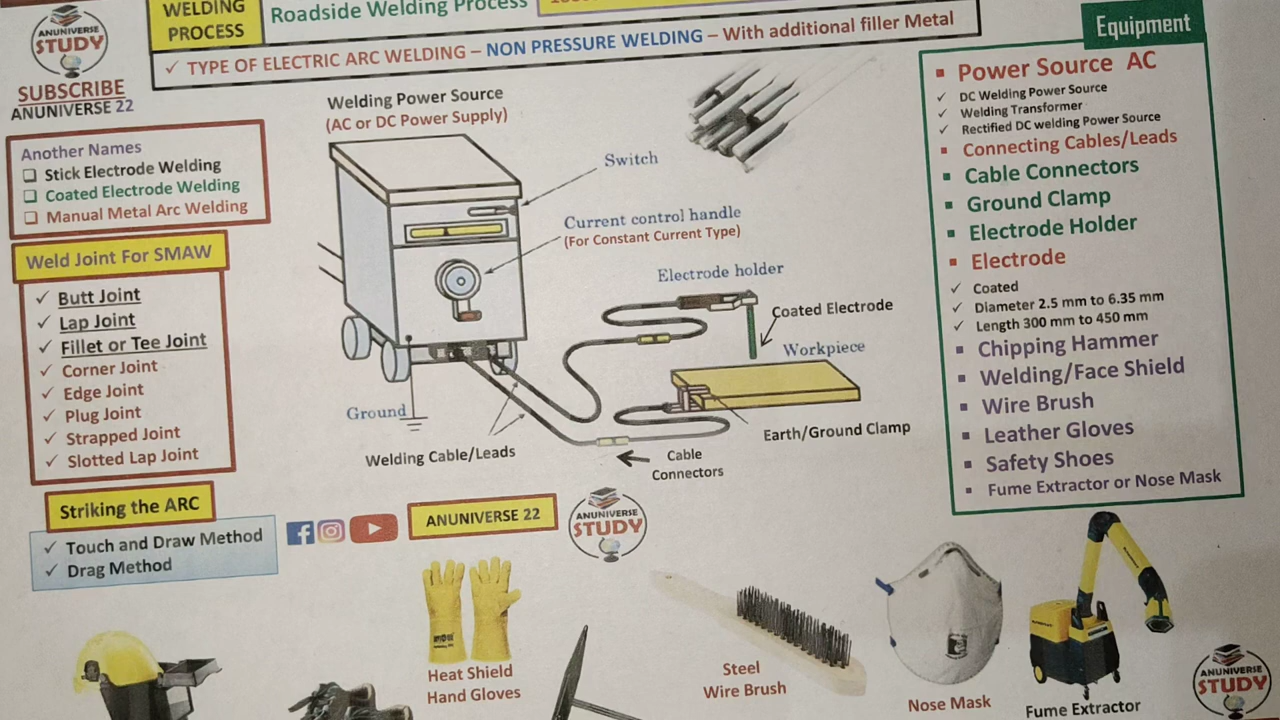 WELDING
PROCESS
Roadside Welding Process
✓ TYPE OF ELECTRIC ARC WELDING – NON PRESSURE WELDING – With additional filler Metal
ANUNIVERSE
STUDY
SUBSCRIBE
ANUNIVERSE 22
Another Names
❑ Stick Electrode Welding
❑ Coated Electrode Welding
❑ Manual Metal Arc Welding
Weld Joint For SMAW
✓ Butt Joint
✓ Lap Joint
✓ Fillet or Tee Joint
✓ Corner Joint
✓ Edge Joint
✓ Plug Joint
✓ Strapped Joint
✓ Slotted Lap Joint
Striking the ARC
✓ Touch and Draw Method
✓ Drag Method
Welding Power Source
(AC or DC Power Supply)
Switch
Current control handle
(For Constant Current Type)
Electrode holder
Coated Electrode
Workpiece
Ground
Earth/Ground Clamp
Welding Cable/Leads
Cable
Connectors
ANUNIVERSE 22
ANUNIVERSE
STUDY
Equipment
▪ Power Source AC
✓ DC Welding Power Source
✓ Welding Transformer
✓ Rectified DC welding Power Source
▪ Connecting Cables/Leads
▪ Cable Connectors
▪ Ground Clamp
▪ Electrode Holder
▪ Electrode
✓ Coated
✓ Diameter 2.5 mm to 6.35 mm
✓ Length 300 mm to 450 mm
▪ Chipping Hammer
▪ Welding/Face Shield
▪ Wire Brush
▪ Leather Gloves
▪ Safety Shoes
▪ Fume Extractor or Nose Mask
Heat Shield
Hand Gloves
Steel
Wire Brush
Nose Mask
Fume Extractor
ANUNIVERSE
STUDY